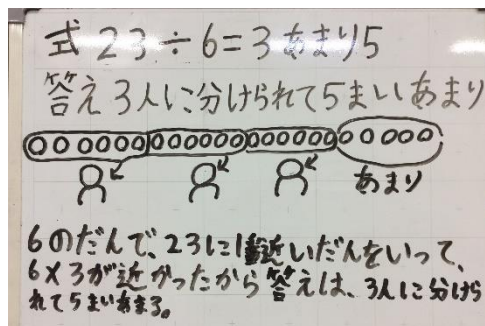 式 23÷6=3あまり5
答え 3人に分けられて5まいあまり
あまり
6のだんで、23に1番近いだんをいって、
6×3が近かったから答えは、3人に分けら
れて5まいあまる。